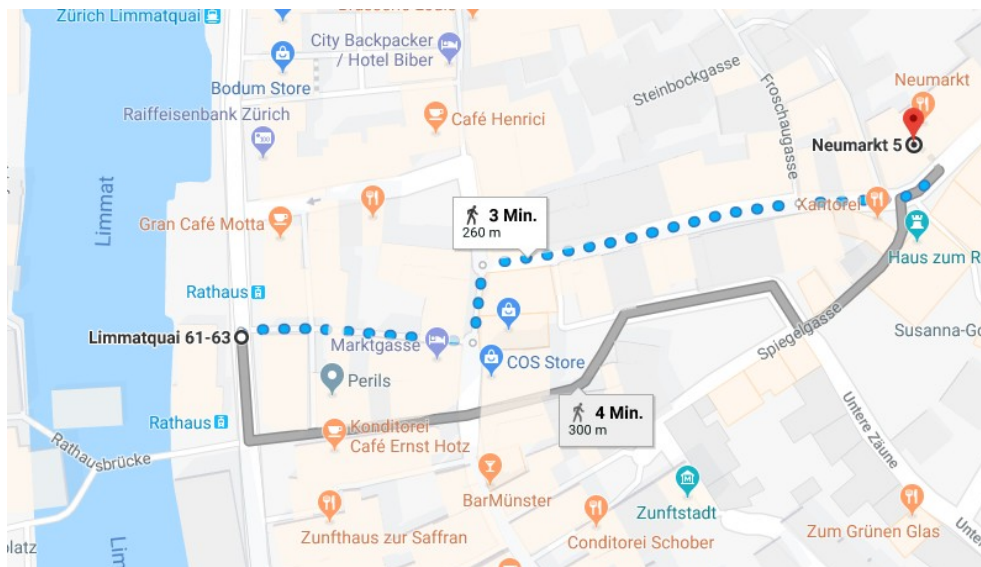 Zürich Limmatquai
City Backpacker
/ Hotel Biber
Bodum Store
Steinbockgasse
Froschaugasse
Neumarkt
Raiffeisenbank Zürich
Café Henrici
Neumarkt 5
Limmat
3 Min.
260 m
Gran Café Motta
Kantorei
Haus zum R
Rathaus
Limmatquai 61-63
Marktgasse
COS Store
Spiegelgasse
Susanna-Go
Perils
Rathaus
4 Min.
300 m
Untere Zäune
Konditorei
Café Ernst Hotz
Rathausbrücke
BarMünster
Zunftstadt
Zunfthaus zur Saffran
Conditorei Schober
Zum Grünen Glas
Unte
platz
Limm